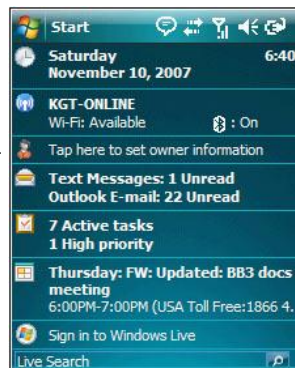 Start
Saturday 6:40
November 10, 2007
KGT-ONLINE
Wi-Fi: Available : On
Tap here to set owner information
Text Messages: 1 Unread
Outlook E-mail: 22 Unread
7 Active tasks
1 High priority
Thursday: FW: Updated: BB3 docs
meeting
6:00PM-7:00PM (USA Toll Free:1866 4.
Sign in to Windows Live
Live Search